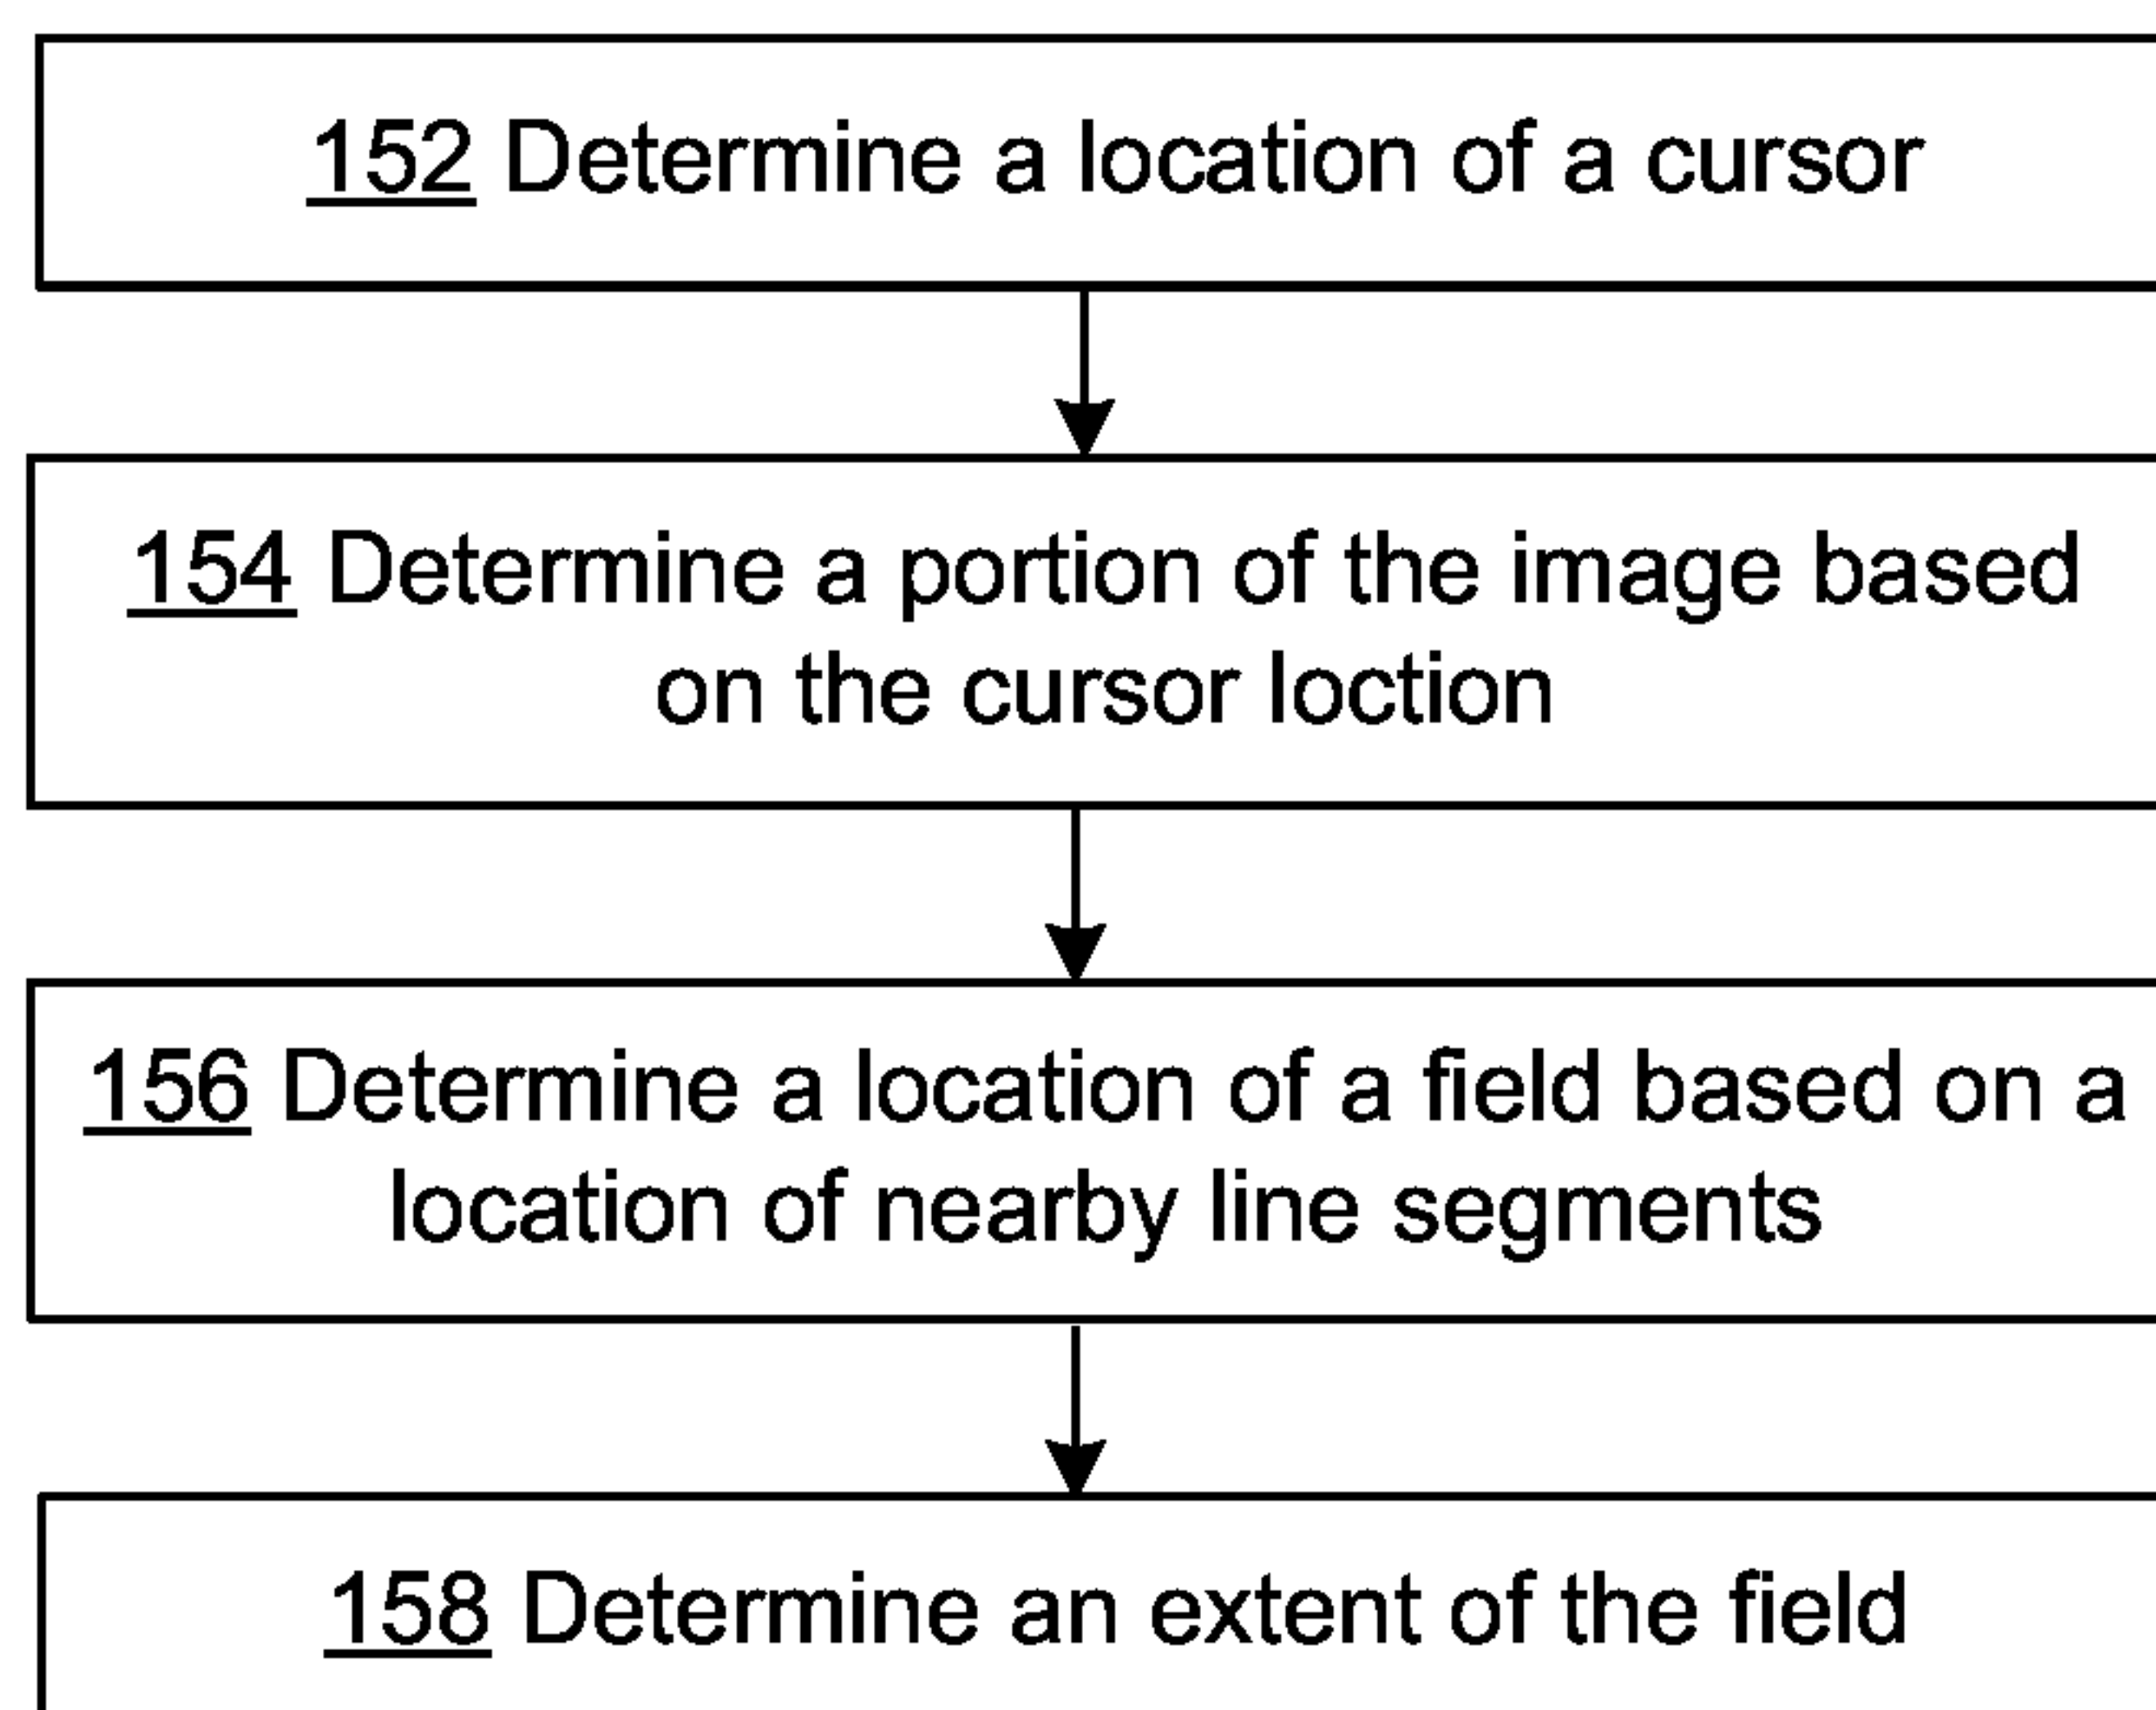 152 Determine a location of a cursor
154 Determine a portion of the image based
on the cursor loction
156 Determine a location of a field based on a
location of nearby line segments
158 Determine an extent of the field